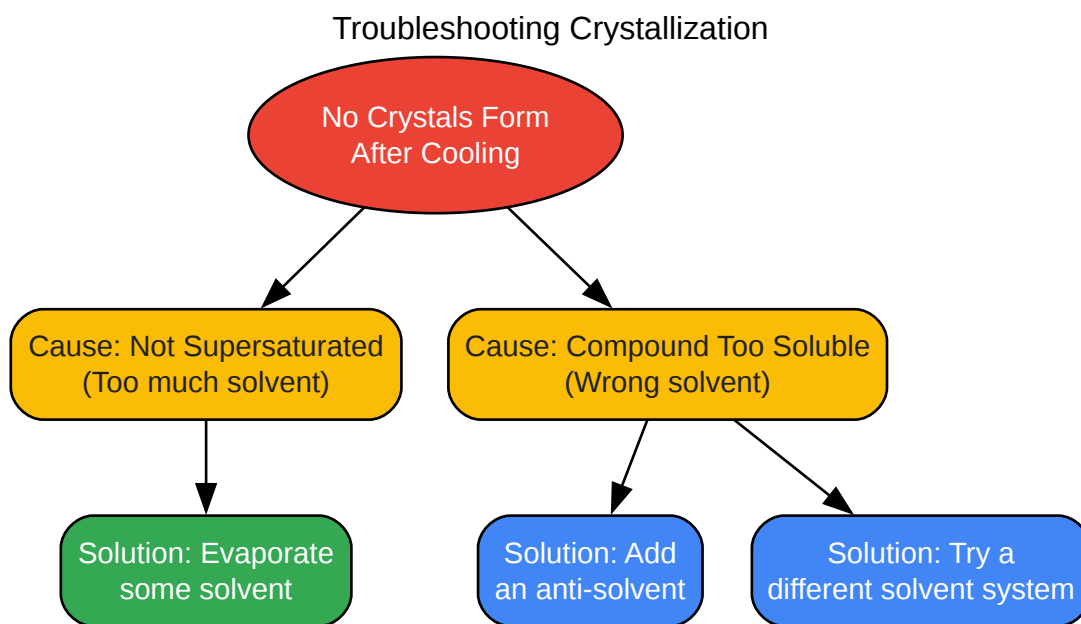 Troubleshooting Crystallization
No Crystals Form
After Cooling
Cause: Not Supersaturated
(Too much solvent)
Cause: Compound Too Soluble
(Wrong solvent)
Solution: Evaporate
some solvent
Solution: Add
an anti-solvent
Solution: Try a
different solvent system